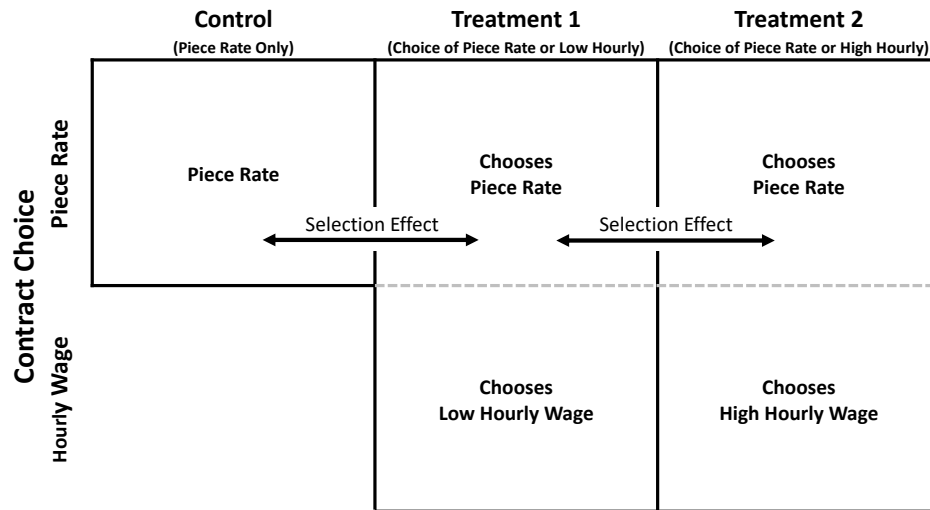 Control
(Piece Rate Only)
Treatment 1
(Choice of Piece Rate or Low Hourly)
Treatment 2
(Choice of Piece Rate or High Hourly)
Contract Choice
Piece Rate
Piece Rate
Chooses
Piece Rate
Chooses
Piece Rate
Selection Effect
Selection Effect
Hourly Wage
Chooses
Low Hourly Wage
Chooses
High Hourly Wage